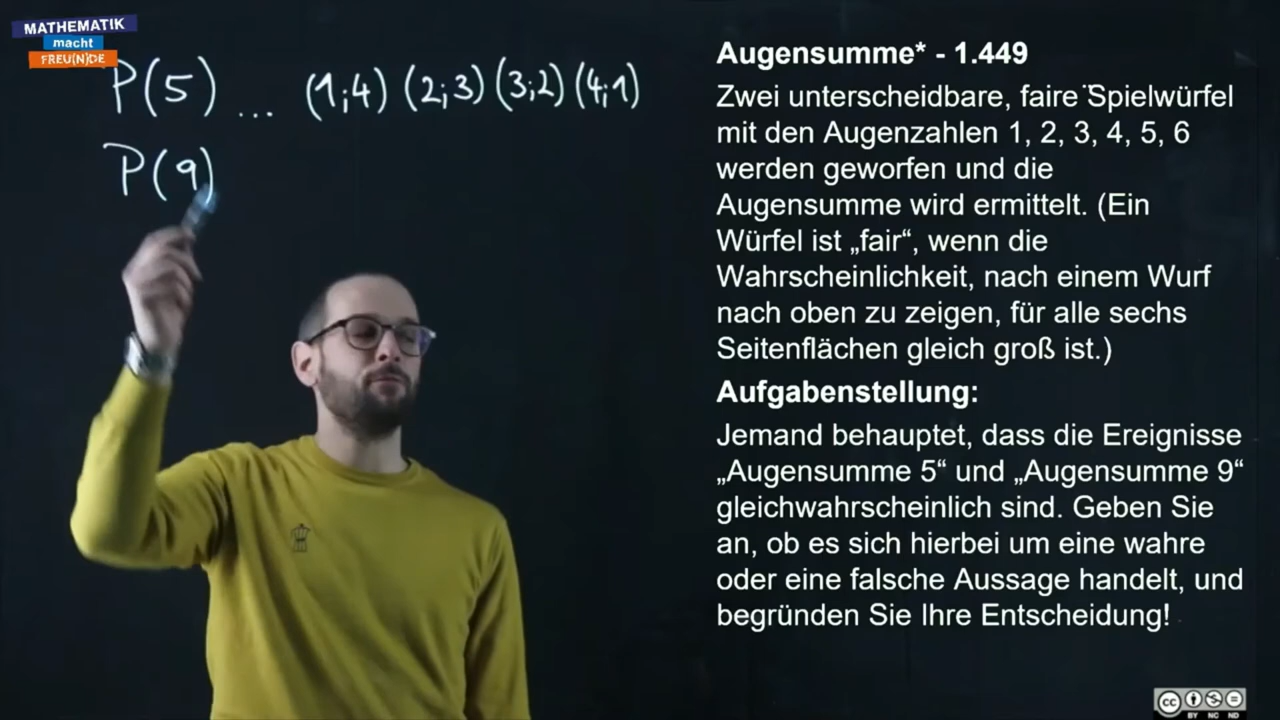 MATHEMATIK
macht
FREU(N)DE
P(5) ... (1;4) (2;3) (3;2) (4;1)
P(9)
Augensumme* - 1.449
Zwei unterscheidbare, faire Spielwürfel
mit den Augenzahlen 1, 2, 3, 4, 5, 6
werden geworfen und die
Augensumme wird ermittelt. (Ein
Würfel ist „fair“, wenn die
Wahrscheinlichkeit, nach einem Wurf
nach oben zu zeigen, für alle sechs
Seitenflächen gleich groß ist.)
Aufgabenstellung:
Jemand behauptet, dass die Ereignisse
„Augensumme 5“ und „Augensumme 9“
gleichwahrscheinlich sind. Geben Sie
an, ob es sich hierbei um eine wahre
oder eine falsche Aussage handelt, und
begründen Sie Ihre Entscheidung!
cc
BY NC ND